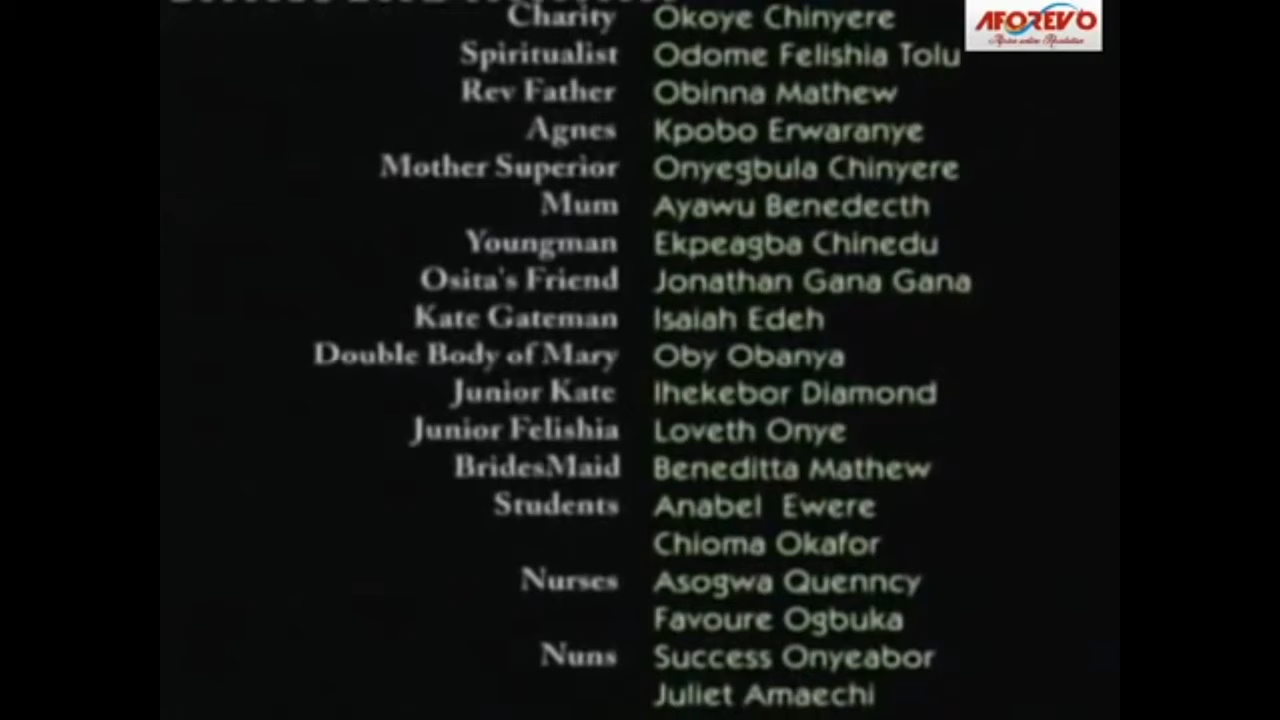 AFOREVO
Charity Okoye Chinyere
Spiritualist Odome Felishia Tolu
Rev Father Obinna Mathew
Agnes Kpobo Erwaranye
Mother Superior Onyegbula Chinyere
Mum Ayawu Benedecth
Youngman Ekpeagba Chinedu
Osita's Friend Jonathan Gana Gana
Kate Gateman Isaiah Edeh
Double Body of Mary Oby Obanya
Junior Kate Ihekebor Diamond
Junior Felishia Loveth Onye
BridesMaid Beneditta Mathew
Students Anabel Ewere
Chioma Okafor
Nurses Asogwa Quenncy
Favoure Ogbuka
Nuns Success Onyeabor
Juliet Amaechi